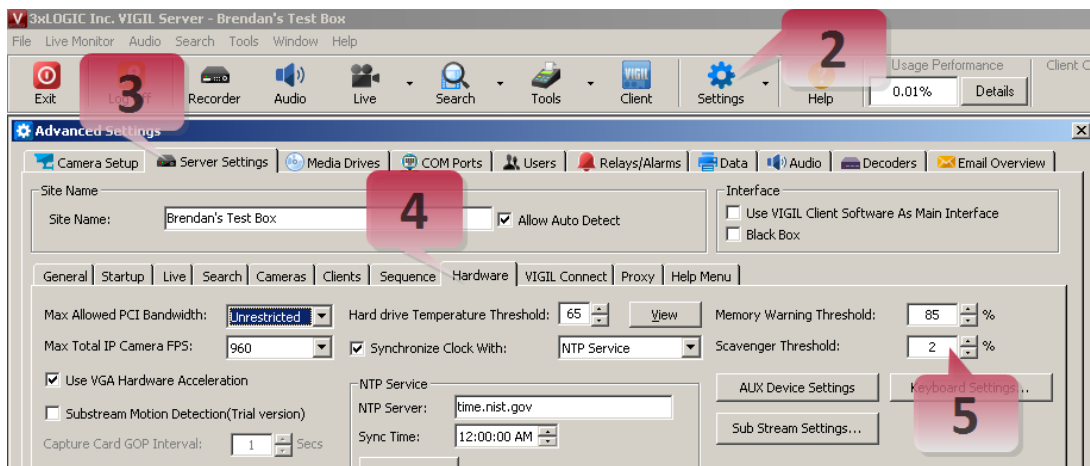 3xLOGIC Inc. VIGIL Server - Brendan's Test Box
File Live Monitor Audio Search Tools Window Help
2
Usage Performance Client C
3
Exit Log Off Recorder Audio Live Search Tools VIGIL Client Settings Help 0.01% Details
Advanced Settings
Camera Setup Server Settings Media Drives COM Ports Users Relays/Alarms Data Audio Decoders Email Overview
Site Name Interface
Site Name: Brendan's Test Box Allow Auto Detect Use VIGIL Client Software As Main Interface
4
Black Box
General Startup Live Search Cameras Clients Sequence Hardware VIGIL Connect Proxy Help Menu
Max Allowed PCI Bandwidth: Unrestricted Hard drive Temperature Threshold: 65 View Memory Warning Threshold: 85 %
Max Total IP Camera FPS: 960 Synchronize Clock With: NTP Service Scavenger Threshold: 2 %
Use VGA Hardware Acceleration NTP Service AUX Device Settings Keyboard Settings...
Substream Motion Detection(Trial version) NTP Server: time.nist.gov
5
Capture Card GOP Interval: 1 Secs Sync Time: 12:00:00 AM Sub Stream Settings...